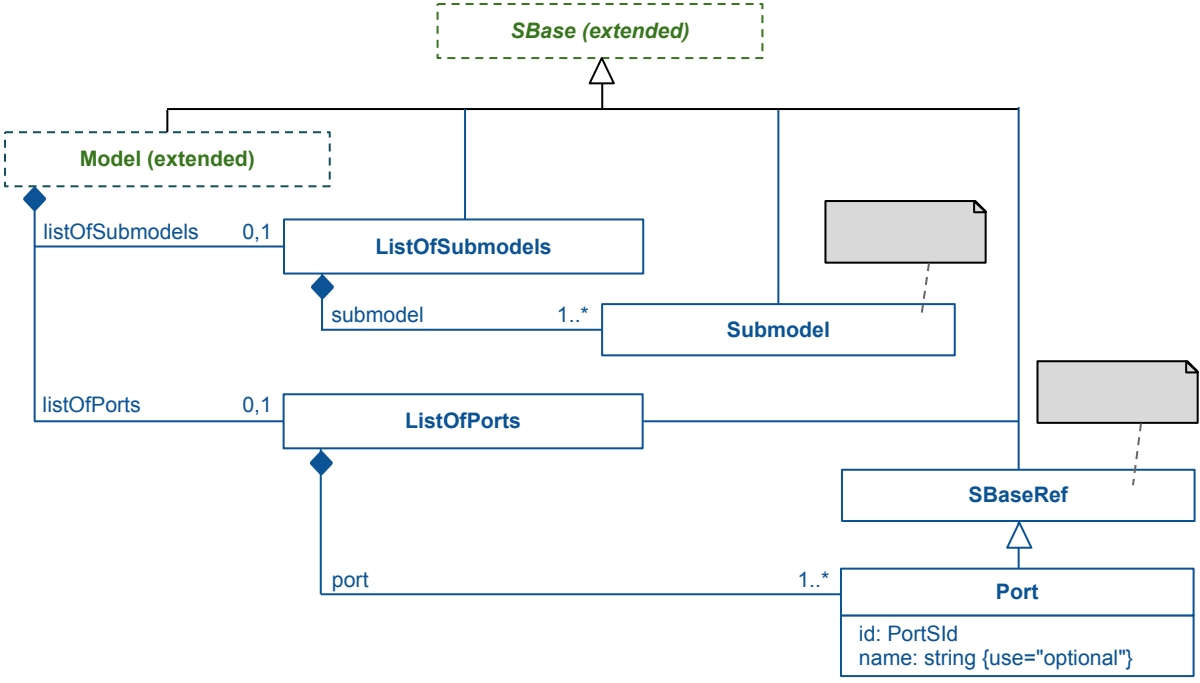 SBase (extended)
Model (extended)
listOfSubmodels 0,1
ListOfSubmodels
submodel 1..*
Submodel
listOfPorts 0,1
ListOfPorts
SBaseRef
port 1..*
Port
id: PortSId
name: string {use="optional"}